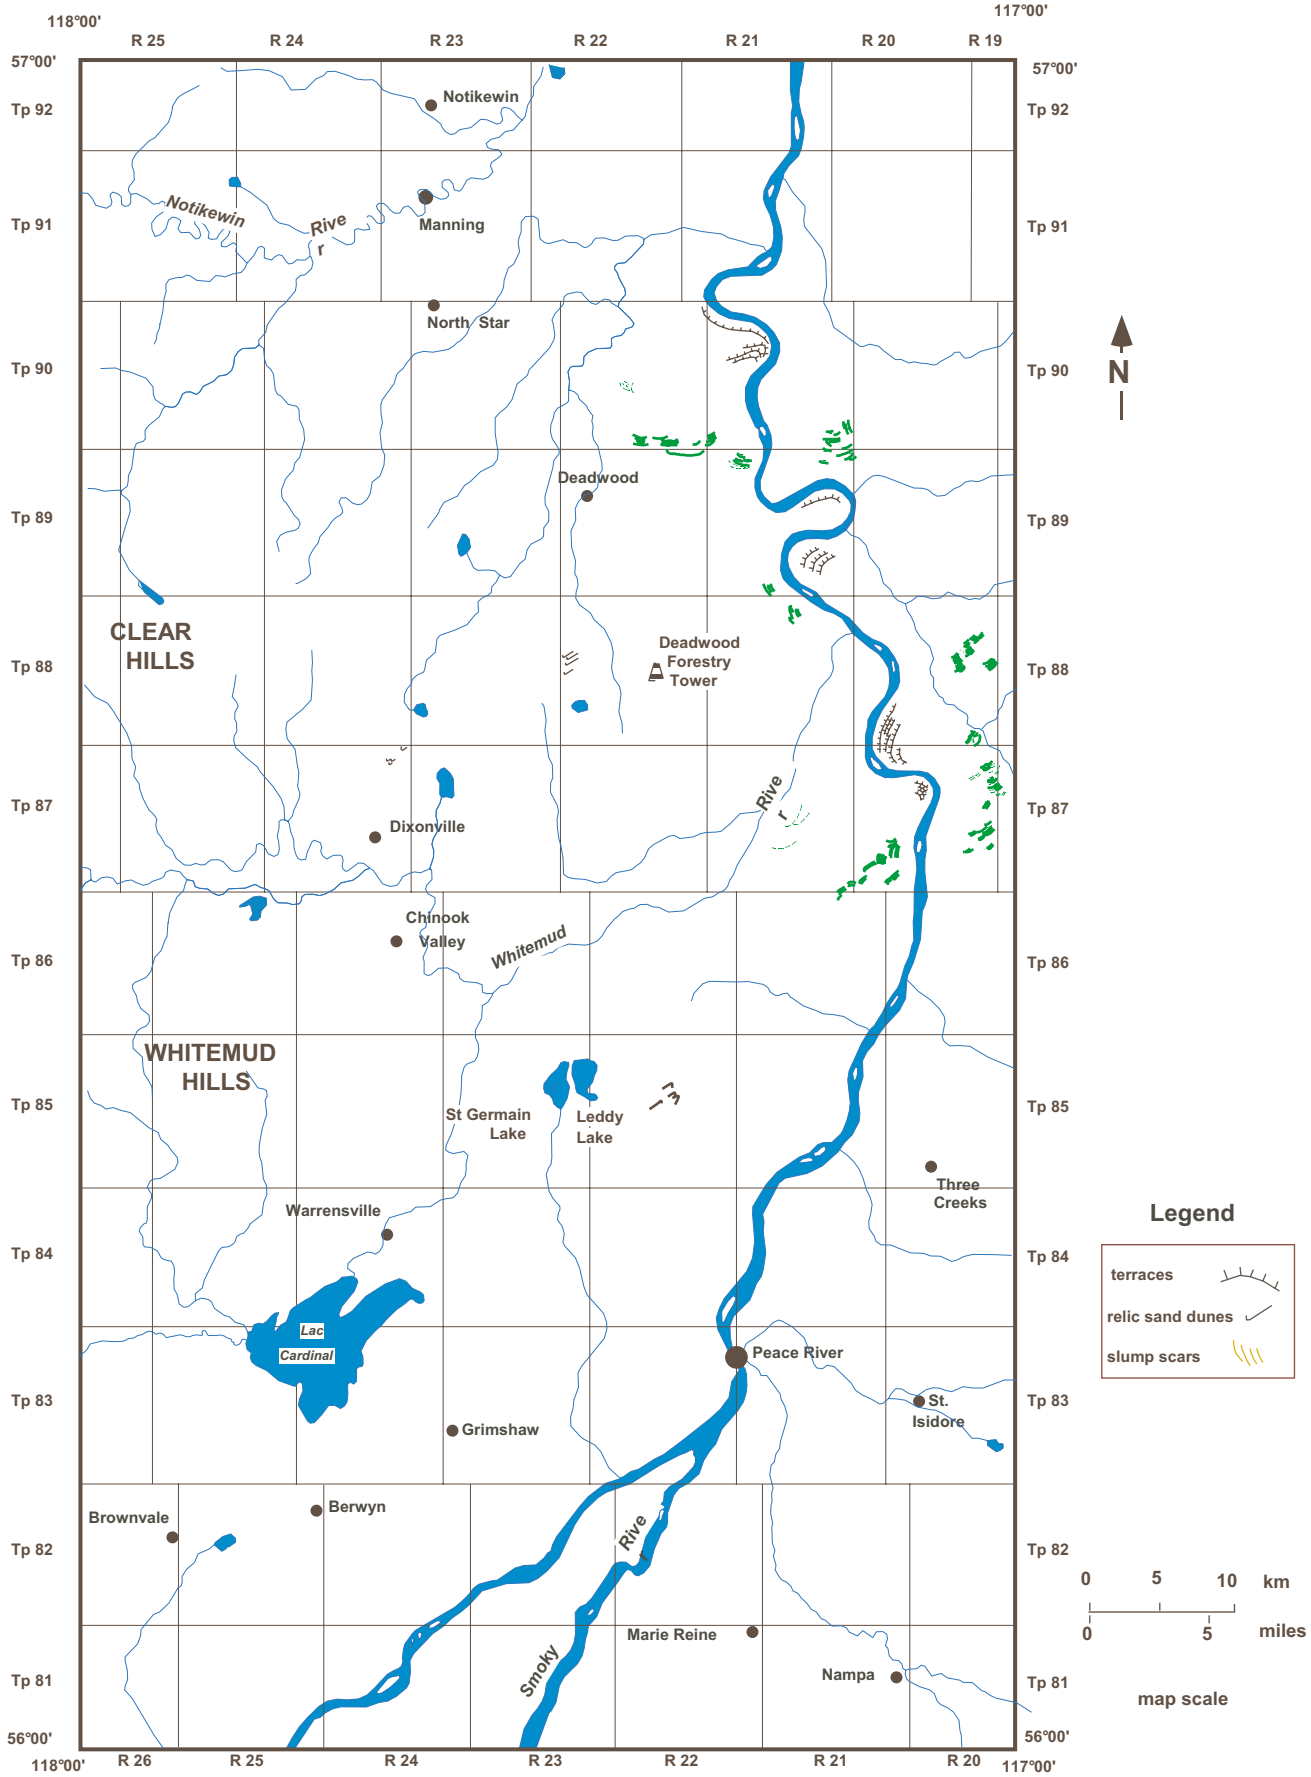 118°00'
117°00'
R 25
R 24
R 23
R 22
R 21
R 20
R 19
57°00'
57°00'
Tp 92
Notikewin
Tp 92
Notikewin
Rive
r
Manning
Tp 91
Tp 91
North Star
Tp 90
Tp 90
N
Deadwood
Tp 89
Tp 89
CLEAR
HILLS
Deadwood
Forestry
Tower
Tp 88
Tp 88
Rive
r
Tp 87
Tp 87
Dixonville
Chinook
Valley
Whitemud
Tp 86
Tp 86
WHITEMUD
HILLS
St Germain
Lake
Leddy
Lake
Tp 85
Tp 85
Three
Creeks
Warrensville
Tp 84
Tp 84
Legend
terraces
relic sand dunes
slump scars
Lac
Cardinal
Peace River
Tp 83
Tp 83
St.
Isidore
Grimshaw
Brownvale
Berwyn
Rive
r
Tp 82
Tp 82
0 5 10 km
0 5 miles
map scale
Marie Reine
Smoky
Nampa
Tp 81
Tp 81
56°00'
56°00'
118°00'
117°00'
R 26
R 25
R 24
R 23
R 22
R 21
R 20